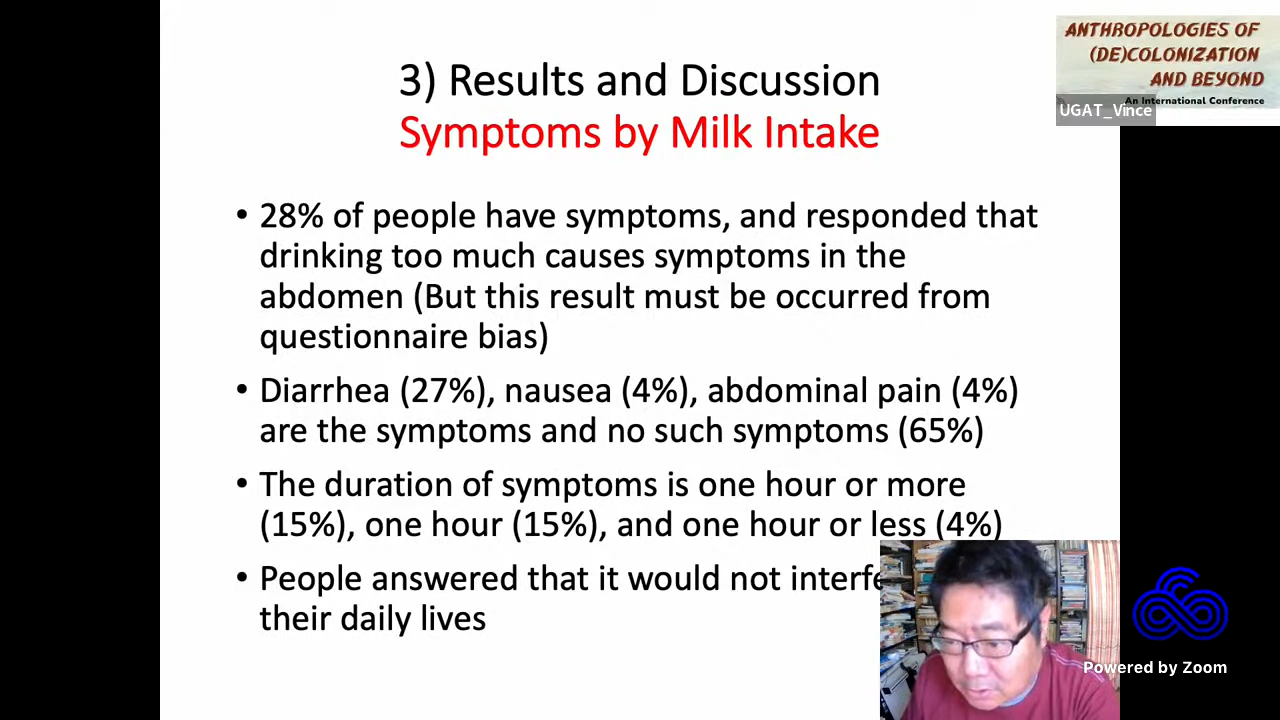 3) Results and Discussion
Symptoms by Milk Intake
• 28% of people have symptoms, and responded that
drinking too much causes symptoms in the
abdomen (But this result must be occurred from
questionnaire bias)
• Diarrhea (27%), nausea (4%), abdominal pain (4%)
are the symptoms and no such symptoms (65%)
• The duration of symptoms is one hour or more
(15%), one hour (15%), and one hour or less (4%)
• People answered that it would not
their daily lives
ANTHROPOLOGIES OF
(DE)COLONIZATION
AND BEYOND
An International Conference
UGAT_Vince
Powered by Zoom